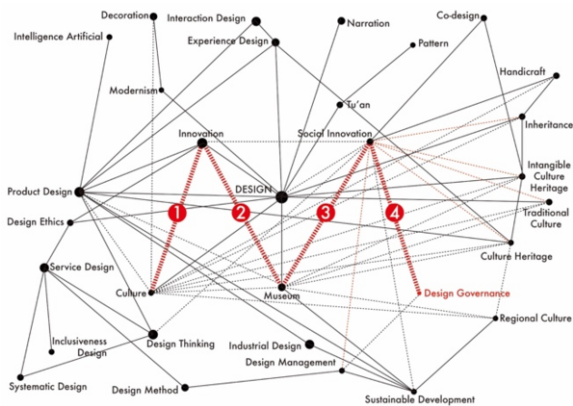 Decoration
Interaction Design
Narration
Co-design
Intelligence Artificial
Experience Design
Pattern
Handicraft
Modernism
Tu'an
Innovation
Social Innovation
Inheritance
Intangible
Culture
Heritage
Product Design
DESIGN
Traditional
Culture
1
2
3
4
Design Ethics
Culture Heritage
Service Design
Culture
Museum
Design Governance
Regional Culture
Inclusiveness
Design
Design Thinking
Industrial Design
Design Management
Systematic Design
Design Method
Sustainable Development